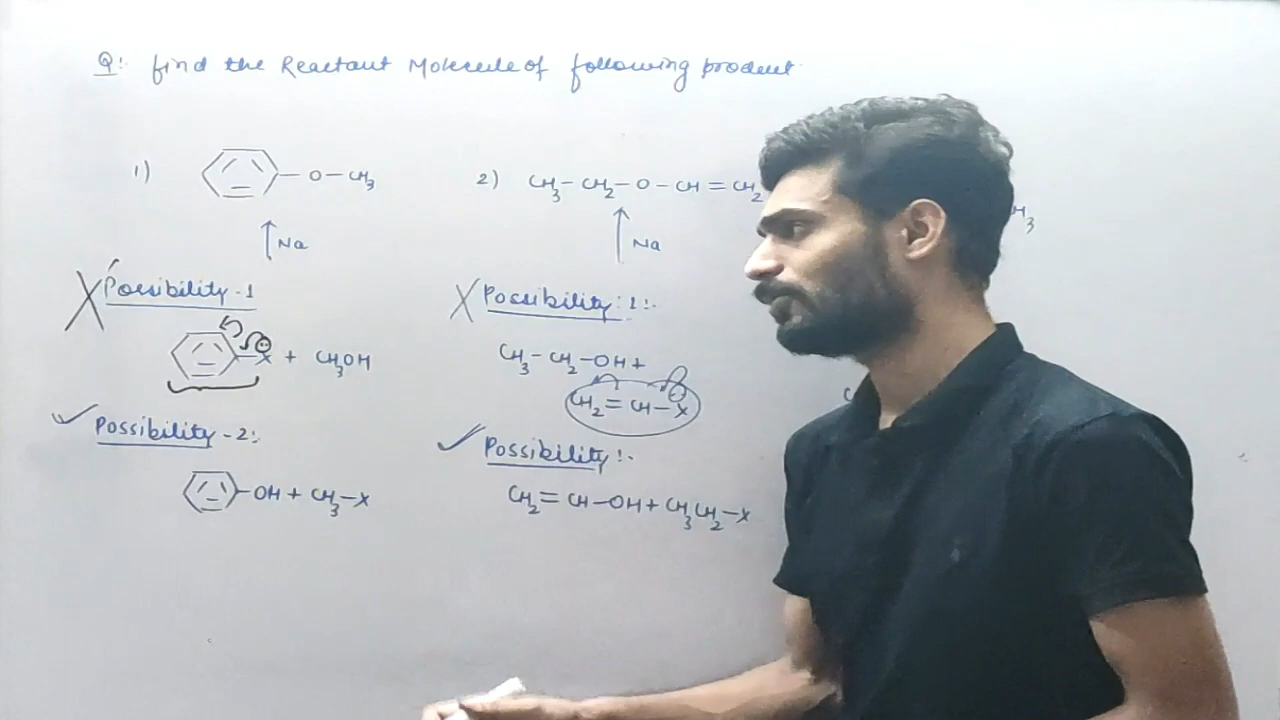 Q: find the Reactant Molecule of following product
1) -O-CH3
2) CH3-CH2-O-CH=CH2
H3
Na
Na
Possibility-1
Possibility:1:-
X + CH3OH
CH3-CH2-OH+
CH2=CH-X
Possibility-2:
Possibility:-
-OH + CH3-X
CH2=CH-OH+CH3CH2-X